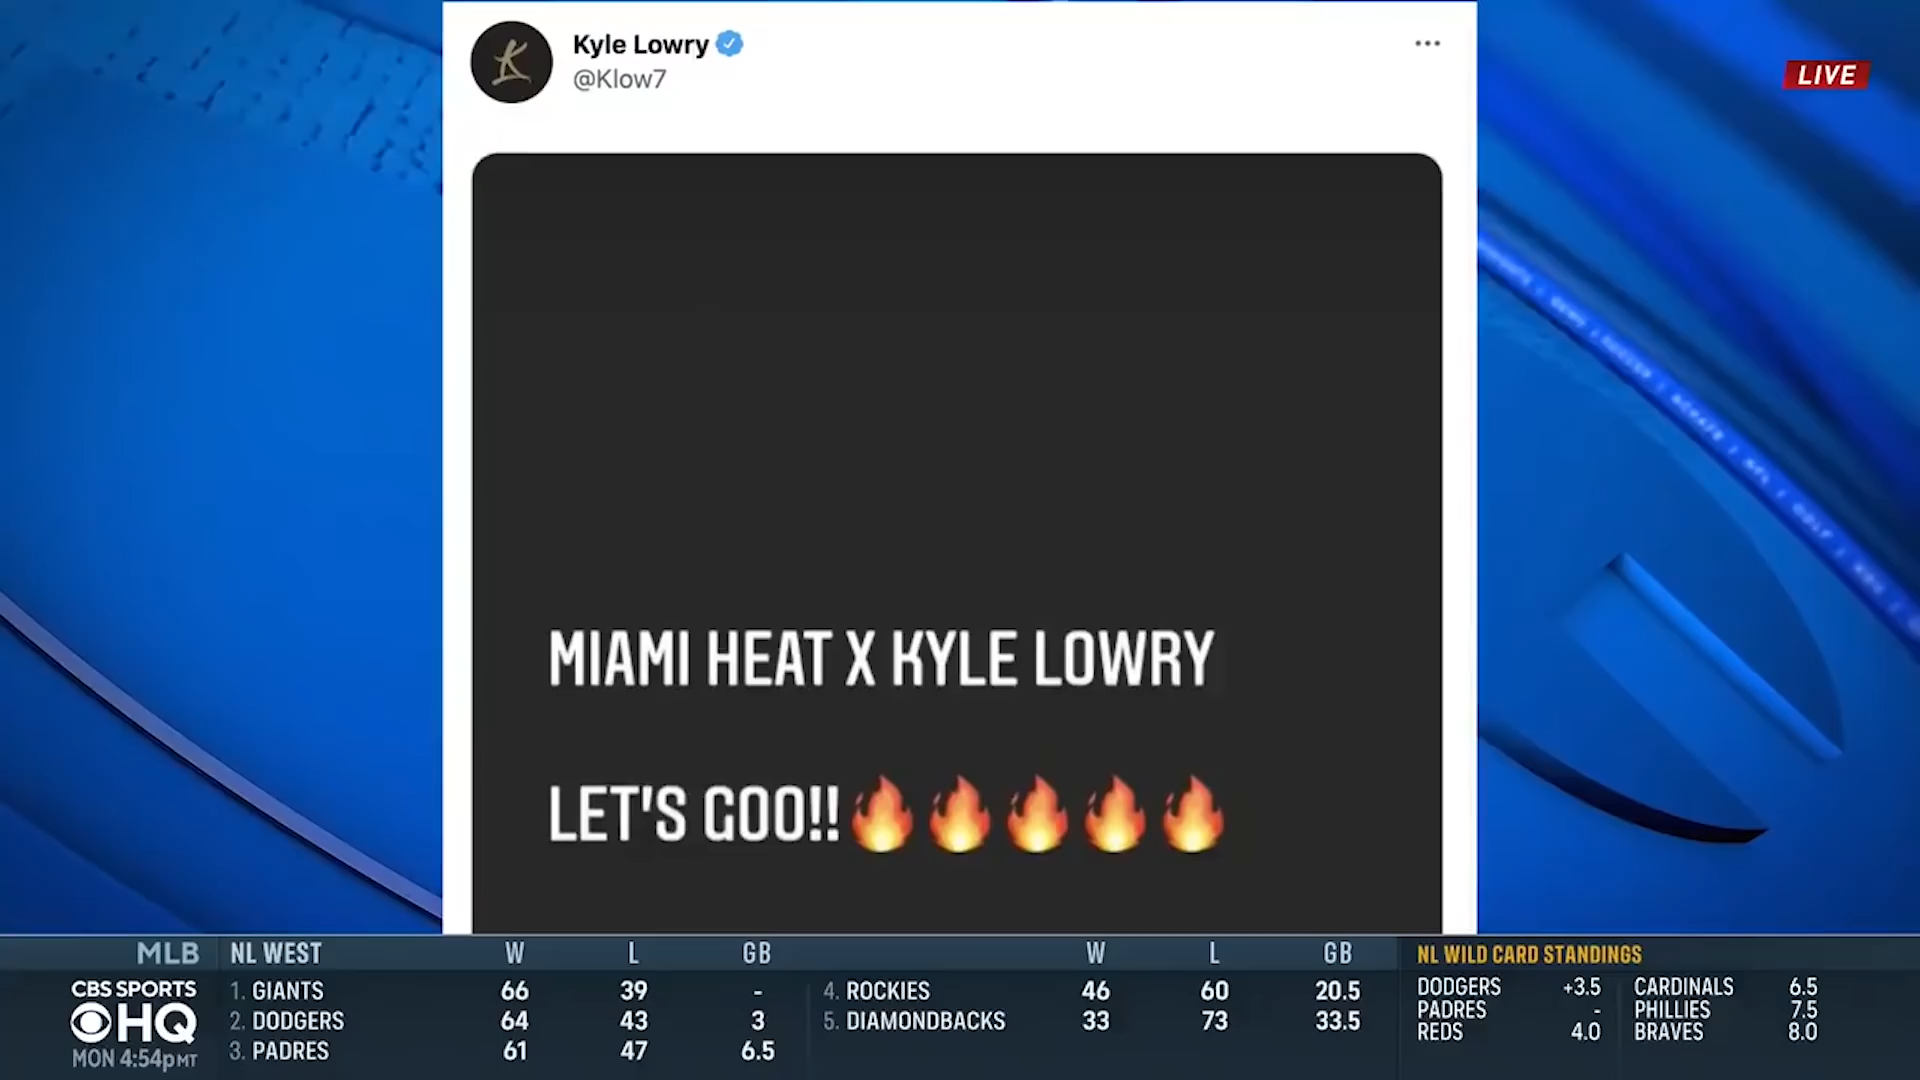 Kyle Lowry
@Klow7
LIVE
MIAMI HEAT X KYLE LOWRY
LET'S GOO!!🔥🔥🔥🔥🔥
MLB NL WEST W L GB W L GB NL WILD CARD STANDINGS
CBS SPORTS HQ
MON 4:54pMT
1. GIANTS 66 39 -
2. DODGERS 64 43 3
3. PADRES 61 47 6.5
4. ROCKIES 46 60 20.5
5. DIAMONDBACKS 33 73 33.5
DODGERS +3.5
PADRES -
REDS 4.0
CARDINALS 6.5
PHILLIES 7.5
BRAVES 8.0